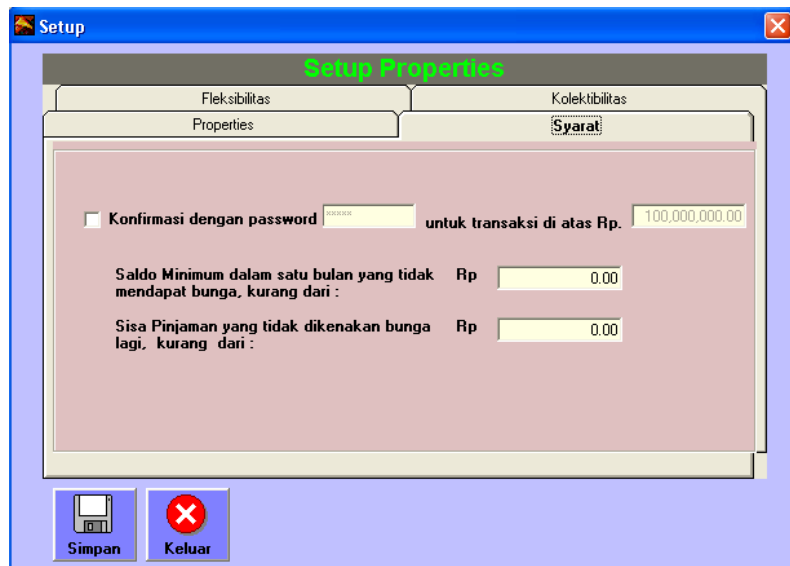 Setup
Setup Properties
Fleksibilitas
Kolektibilitas
Properties
Syarat
Konfirmasi dengan password ***** untuk transaksi di atas Rp. 100,000,000.00
Saldo Minimum dalam satu bulan yang tidak Rp 0.00
mendapat bunga, kurang dari :
Sisa Pinjaman yang tidak dikenakan bunga Rp 0.00
lagi, kurang dari :
Simpan
Keluar